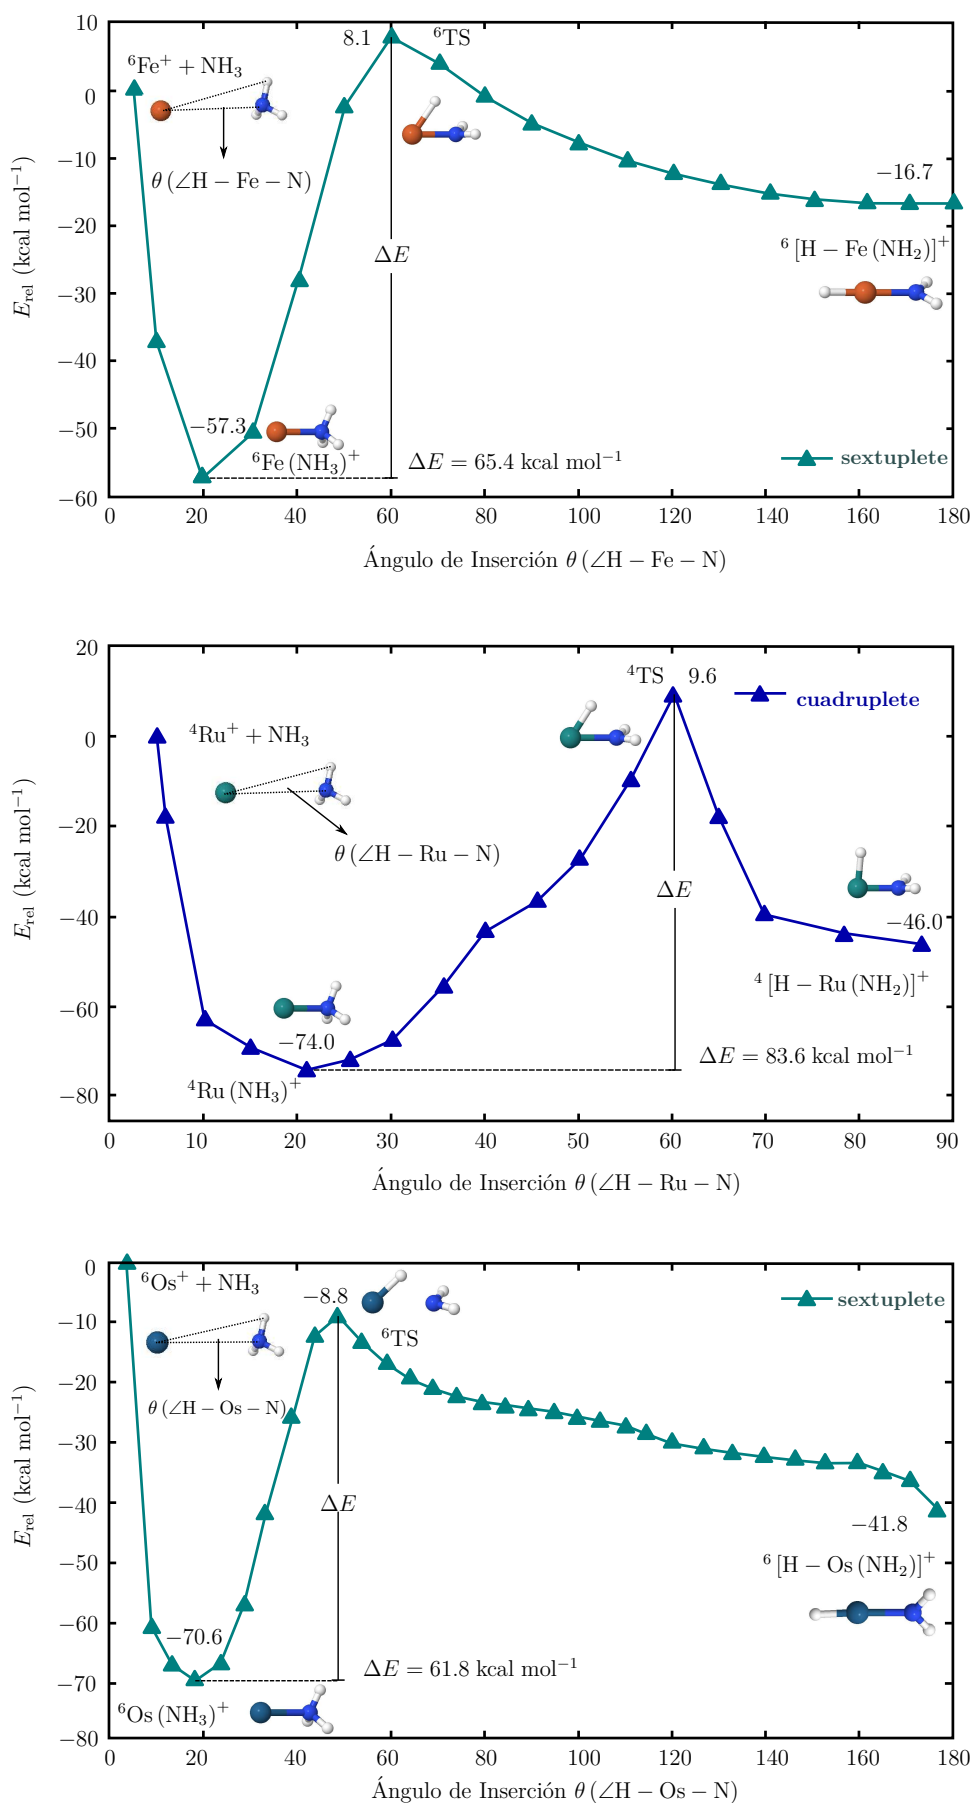 10
0
−10
−20
−30
−40
−50
−60
E_rel (kcal mol⁻¹)
8.1
⁶TS
⁶Fe⁺ + NH₃
θ (∠H − Fe − N)
−16.7
⁶ [H − Fe (NH₂)]⁺
ΔE
−57.3
⁶Fe (NH₃)⁺
ΔE = 65.4 kcal mol⁻¹
sextuplete
0 20 40 60 80 100 120 140 160 180
Ángulo de Inserción θ (∠H − Fe − N)
20
0
−20
−40
−60
−80
E_rel (kcal mol⁻¹)
⁴TS 9.6
cuadruplete
⁴Ru⁺ + NH₃
θ (∠H − Ru − N)
ΔE
−46.0
⁴ [H − Ru (NH₂)]⁺
−74.0
⁴Ru (NH₃)⁺
ΔE = 83.6 kcal mol⁻¹
0 10 20 30 40 50 60 70 80 90
Ángulo de Inserción θ (∠H − Ru − N)
0
−10
−20
−30
−40
−50
−60
−70
−80
E_rel (kcal mol⁻¹)
⁶Os⁺ + NH₃
−8.8
⁶TS
sextuplete
θ (∠H − Os − N)
ΔE
−41.8
⁶ [H − Os (NH₂)]⁺
−70.6
⁶Os (NH₃)⁺
ΔE = 61.8 kcal mol⁻¹
0 20 40 60 80 100 120 140 160 180
Ángulo de Inserción θ (∠H − Os − N)